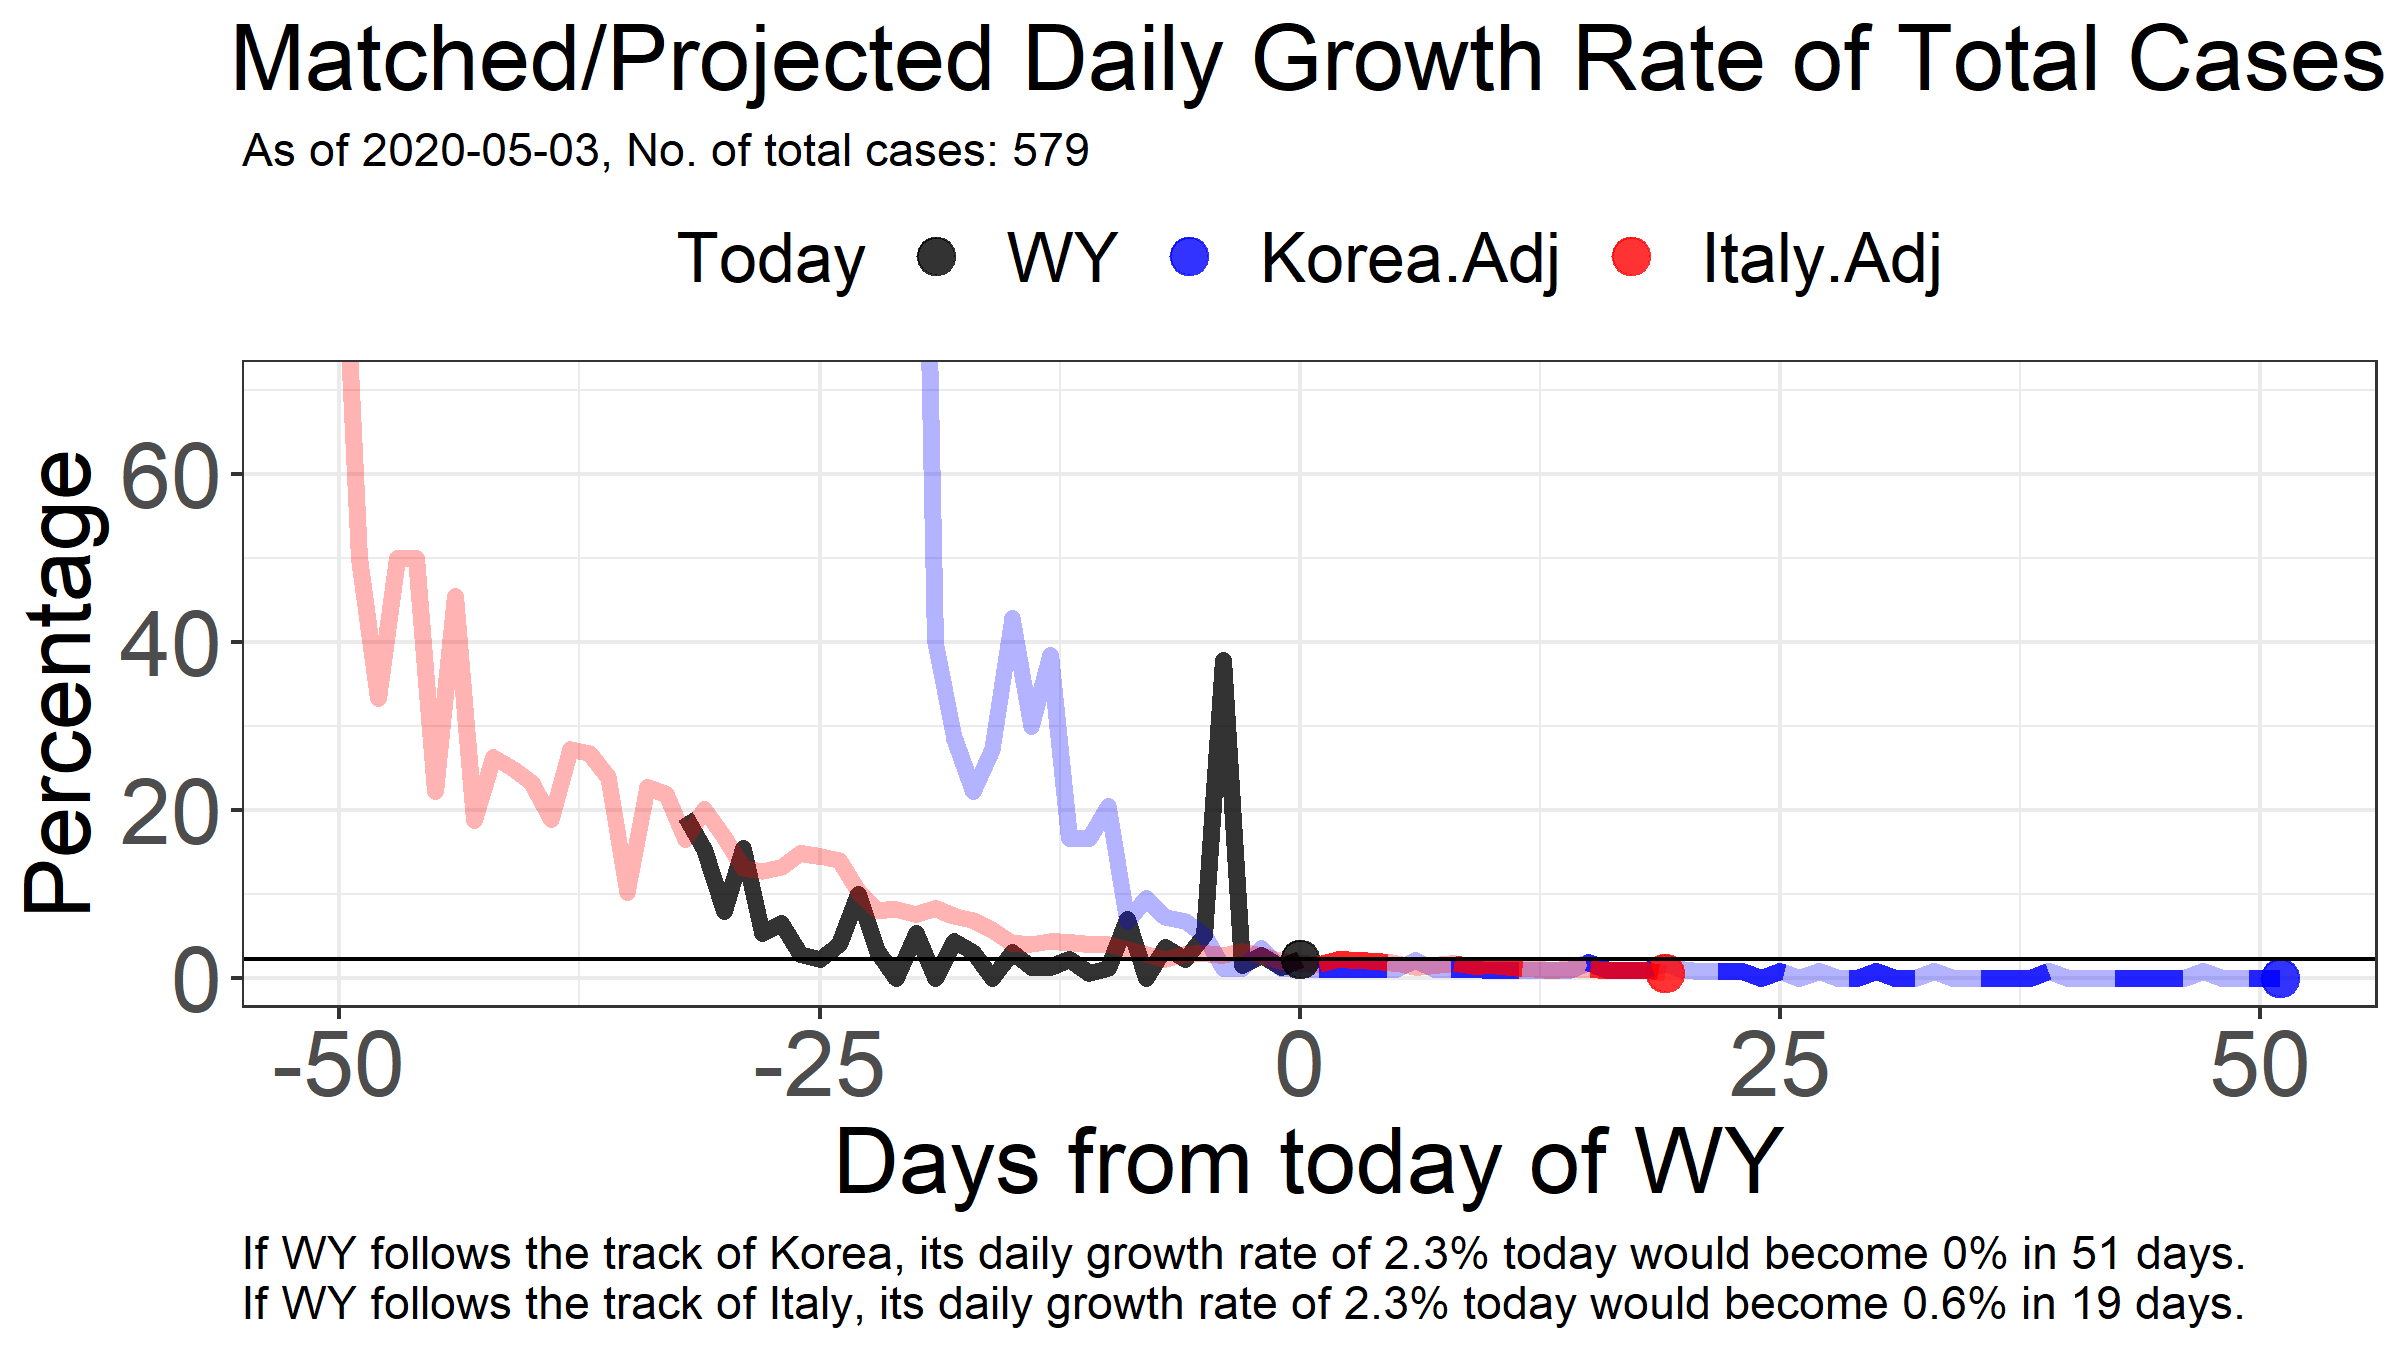 Matched/Projected Daily Growth Rate of Total Cases
As of 2020-05-03, No. of total cases: 579
Today WY Korea.Adj Italy.Adj
Percentage
60
40
20
0
-50 -25 0 25 50
Days from today of WY
If WY follows the track of Korea, its daily growth rate of 2.3% today would become 0% in 51 days.
If WY follows the track of Italy, its daily growth rate of 2.3% today would become 0.6% in 19 days.